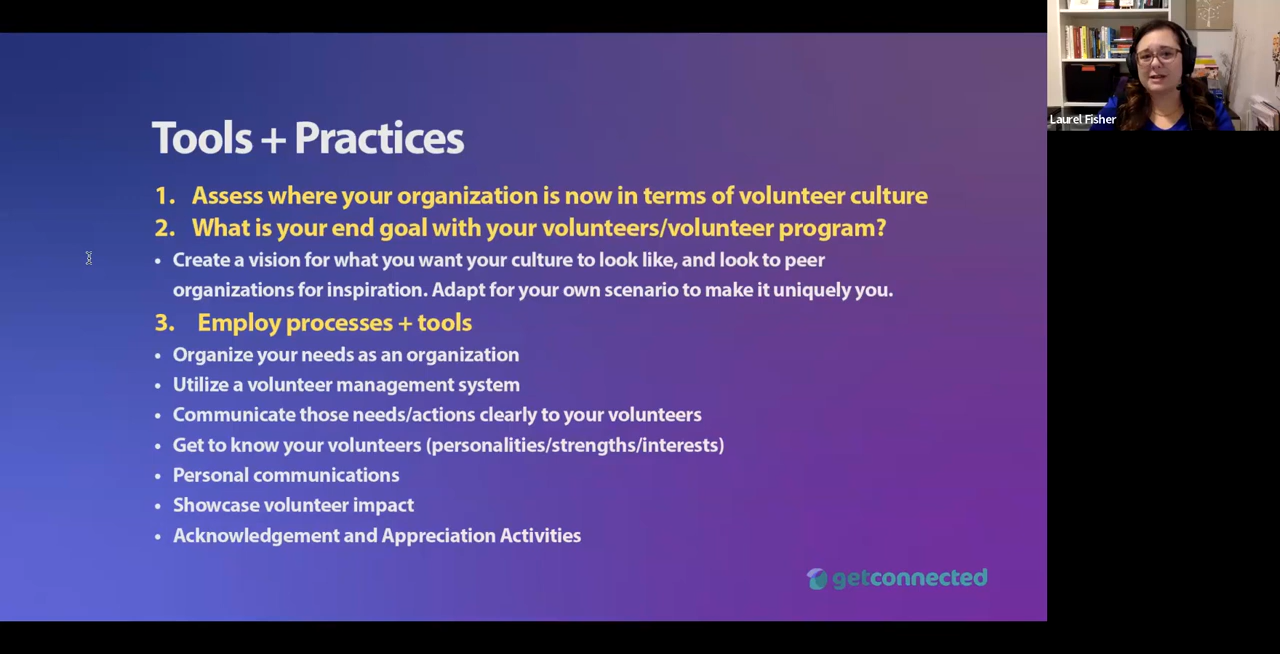 Tools + Practices
1. Assess where your organization is now in terms of volunteer culture
2. What is your end goal with your volunteers/volunteer program?
• Create a vision for what you want your culture to look like, and look to peer
organizations for inspiration. Adapt for your own scenario to make it uniquely you.
3. Employ processes + tools
• Organize your needs as an organization
• Utilize a volunteer management system
• Communicate those needs/actions clearly to your volunteers
• Get to know your volunteers (personalities/strengths/interests)
• Personal communications
• Showcase volunteer impact
• Acknowledgement and Appreciation Activities
getconnected
Laurel Fisher